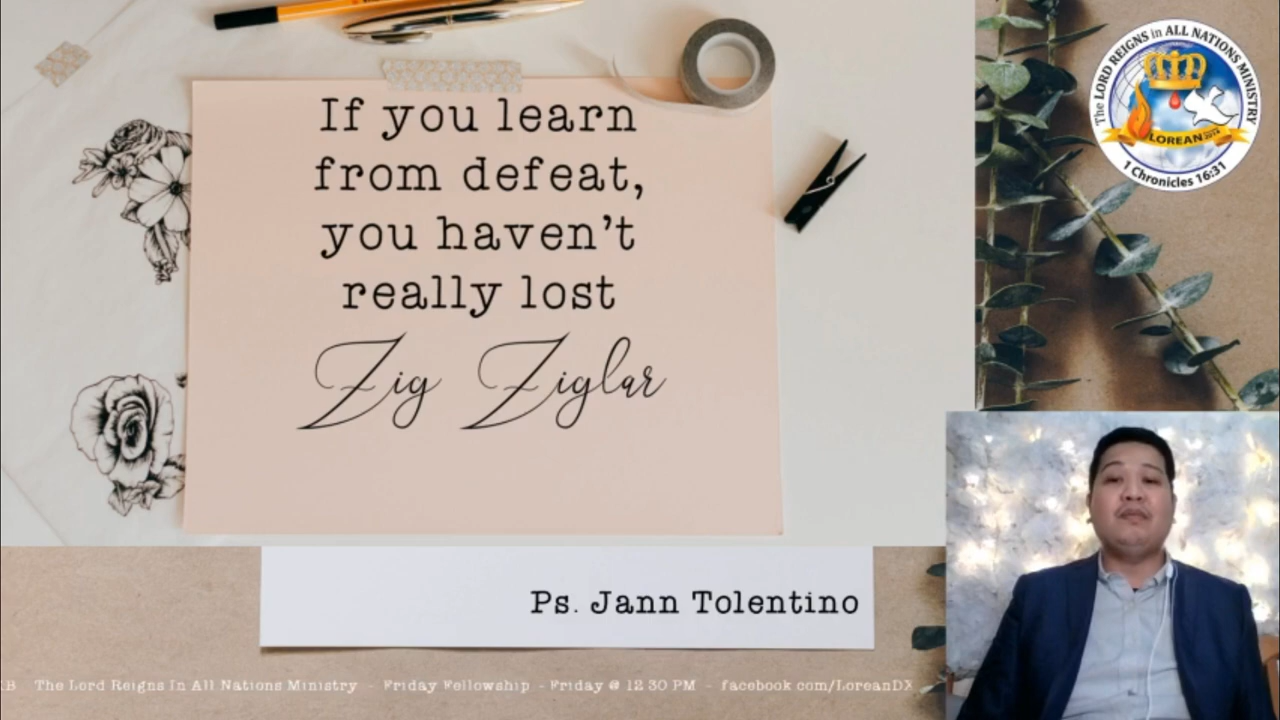 If you learn
from defeat,
you haven't
really lost
Zig Ziglar
The LORD REIGNS in ALL NATIONS MINISTRY
LOREAN
1 Chronicles 16:31
Ps. Jann Tolentino
The Lord Reigns In All Nations Ministry - Friday Fellowship - Friday @ 12 30 PM - facebook com/LoreanDX